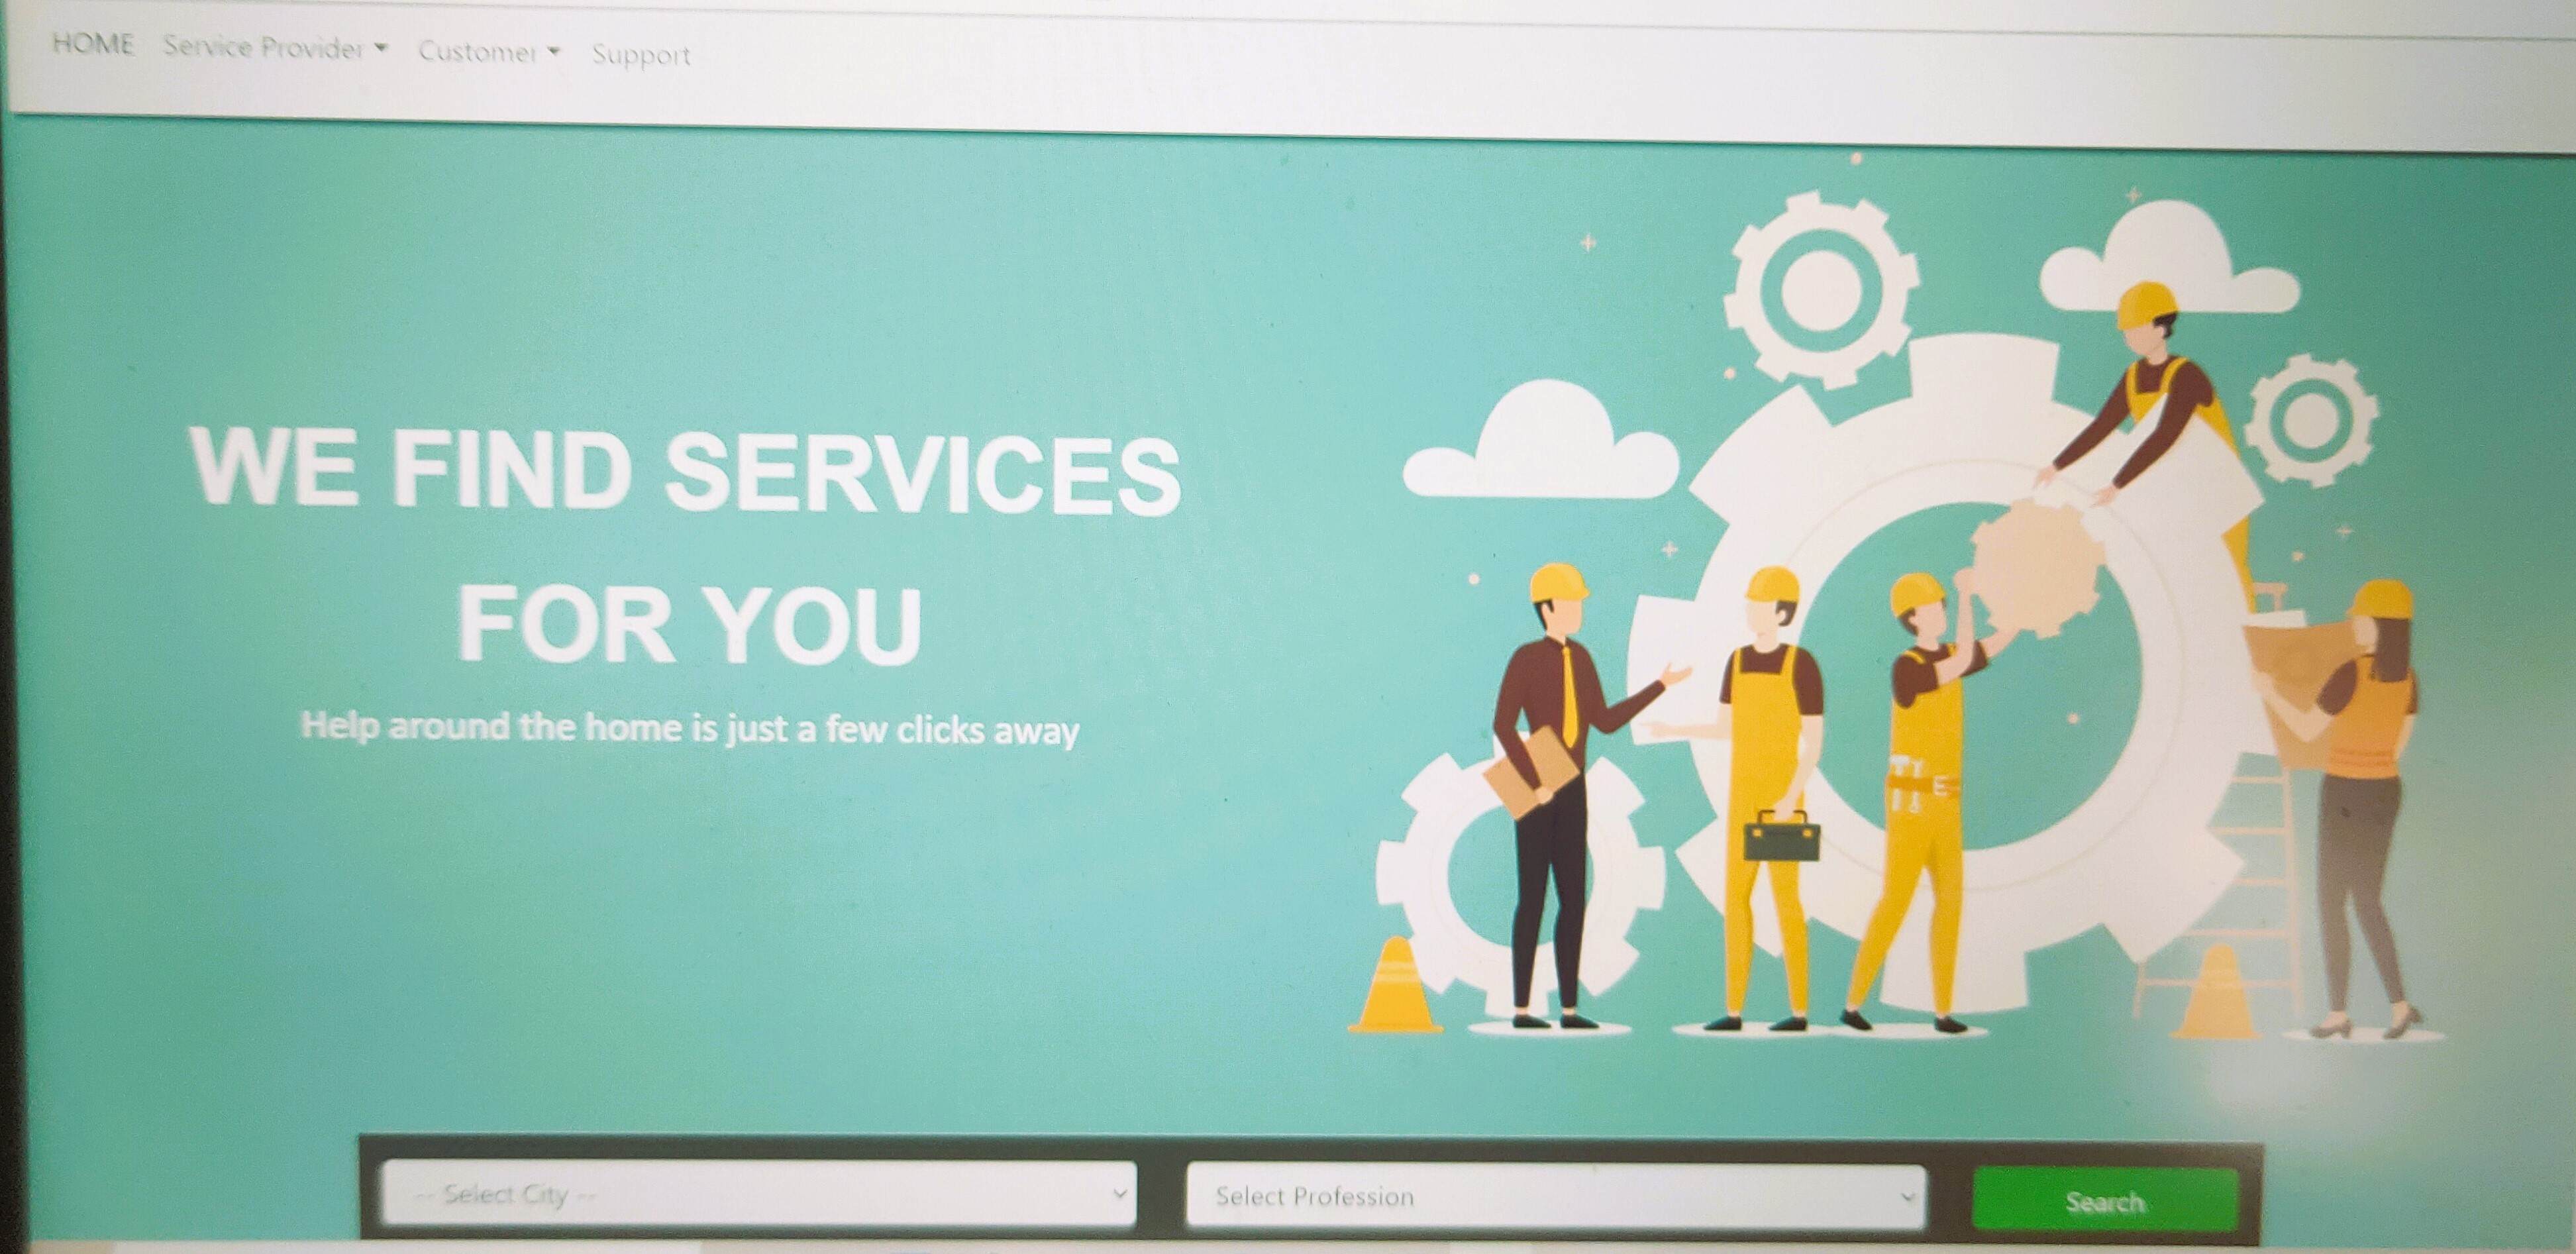 HOME Service Provider Customer Support
WE FIND SERVICES
FOR YOU
Help around the home is just a few clicks away
-- Select City --
Select Profession
Search